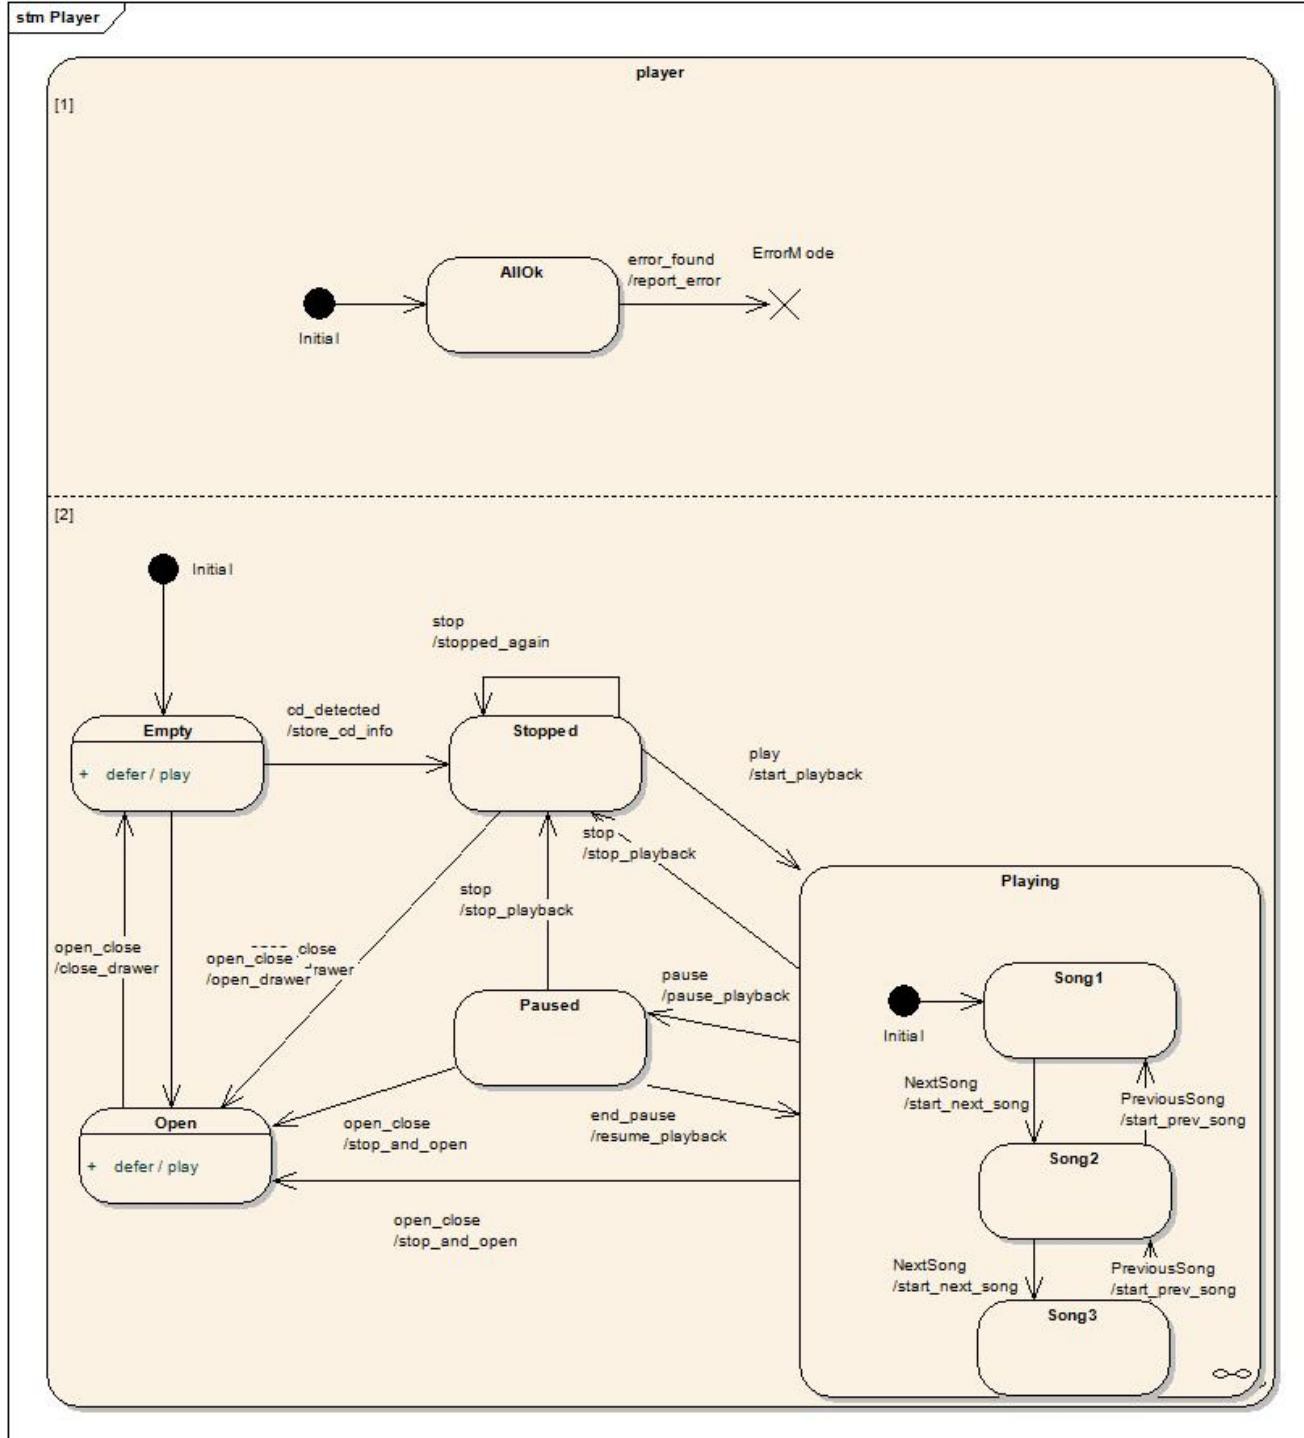 stm Player
player
[1]
AllOk
error_found
/report_error
ErrorM ode
Initial
[2]
Initial
stop
/stopped_again
Empty
+ defer / play
cd_detected
/store_cd_info
Stopped
play
/start_playback
stop
/stop_playback
stop
/stop_playback
Playing
open_close
/close_drawer
close
open_close
/open_drawer
rawer
pause
/pause_playback
Paused
Song1
Initial
NextSong
/start_next_song
PreviousSong
/start_prev_song
Open
+ defer / play
open_close
/stop_and_open
end_pause
/resume_playback
Song2
open_close
/stop_and_open
NextSong
/start_next_song
PreviousSong
/start_prev_song
Song3